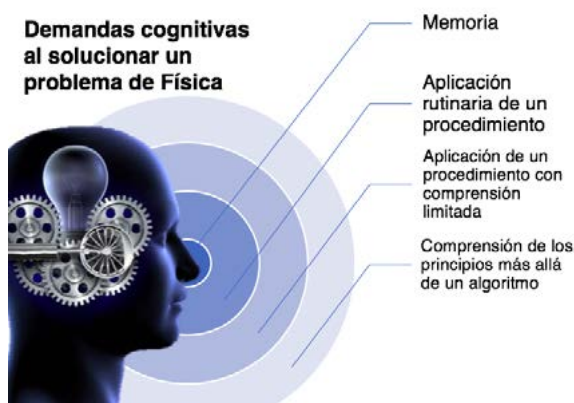 Demandas cognitivas
al solucionar un
problema de Física
Memoria
Aplicación
rutinaria de un
procedimiento
Aplicación de un
procedimiento con
comprensión
limitada
Comprensión de los
principios más allá
de un algoritmo